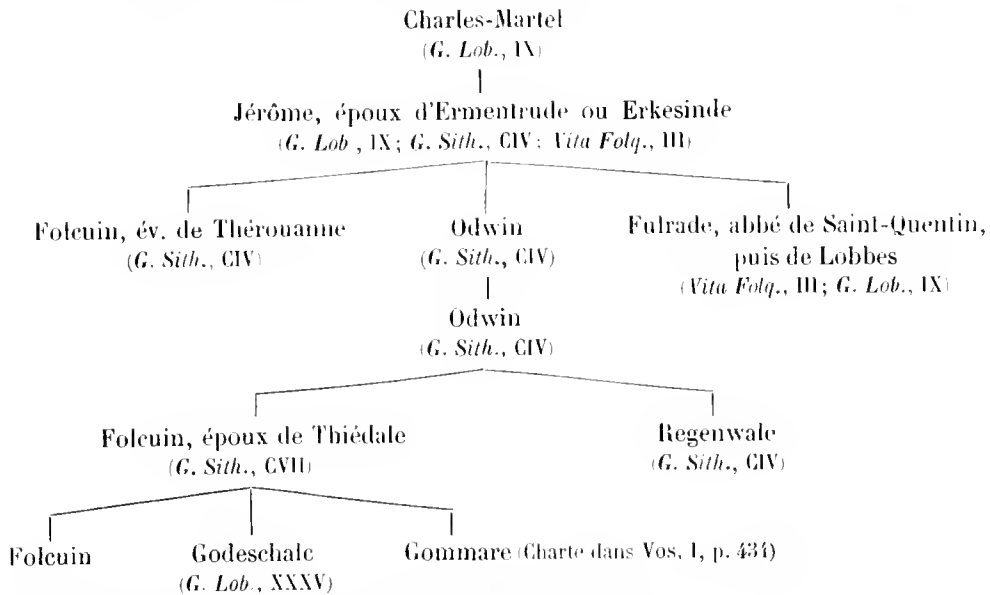 Charles-Martel
(G. Lob., IX)
Jérôme, époux d'Ermentrude ou Erkesinde
(G. Lob , IX; G. Sith., CIV; Vita Folq., III)
Folcuin, év. de Thérouanne
(G. Sith., CIV)
Odwin
(G. Sith., CIV)
Fulrade, abbé de Saint-Quentin,
puis de Lobbes
(Vita Folq., III; G. Lob., IX)
Odwin
(G. Sith., CIV)
Folcuin, époux de Thiédale
(G. Sith., CVII)
Regenwale
(G. Sith., CIV)
Folcuin
Godeschalc
(G. Lob., XXXV)
Gommare (Charte dans Vos, I, p. 434)